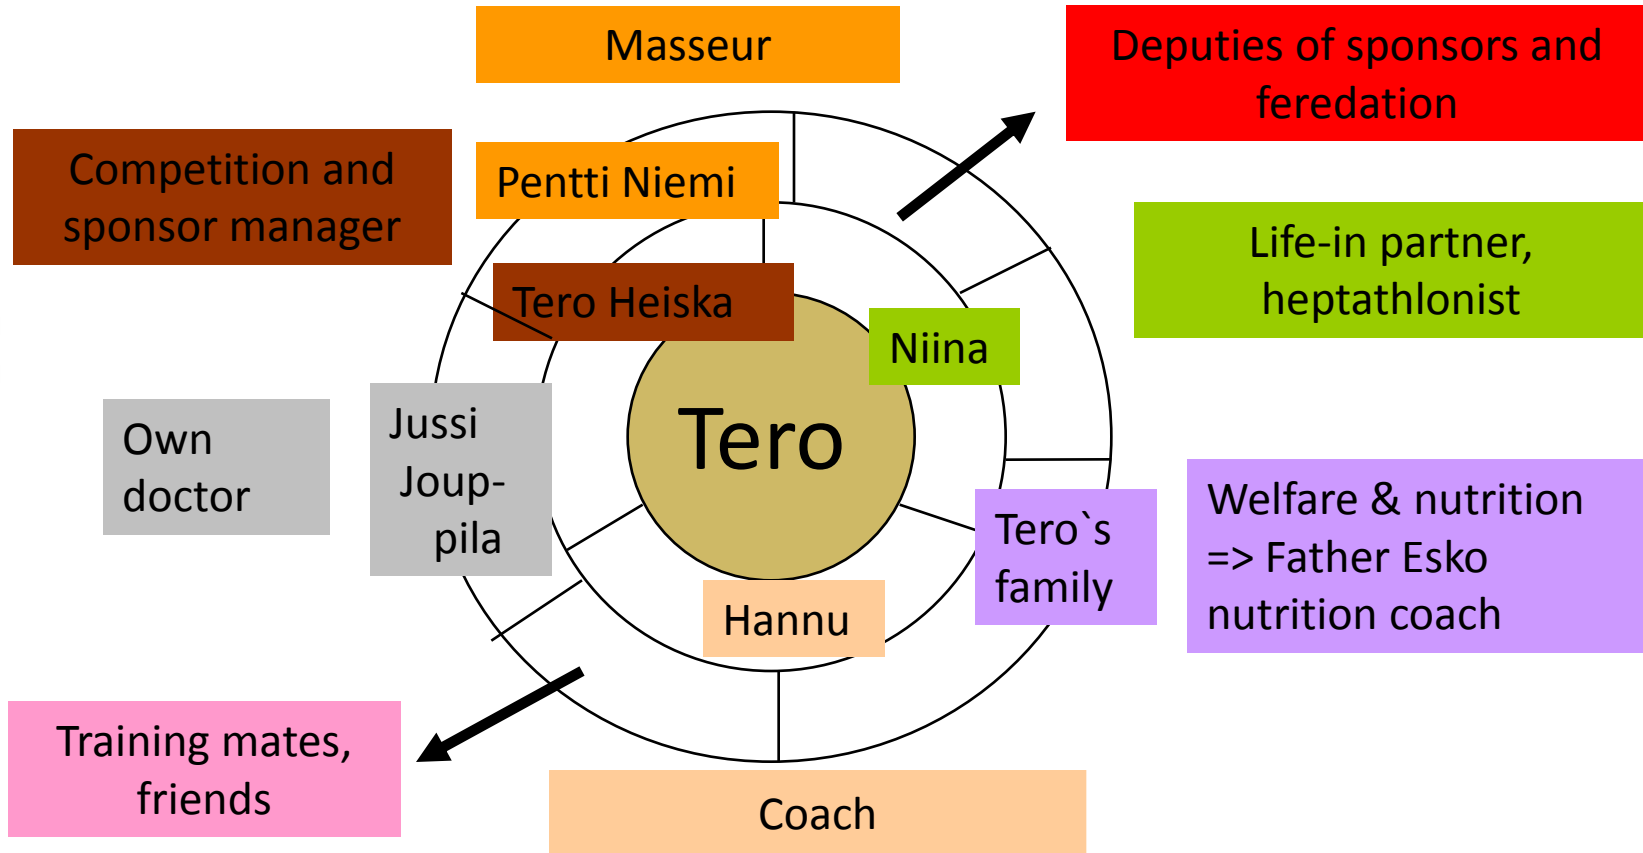 Masseur
Deputies of sponsors and
feredation
Competition and
sponsor manager
Pentti Niemi
Life-in partner,
heptathlonist
Tero Heiska
Niina
Tero
Own
doctor
Jussi
Joup-
pila
Tero`s
family
Welfare & nutrition
=> Father Esko
nutrition coach
Hannu
Training mates,
friends
Coach